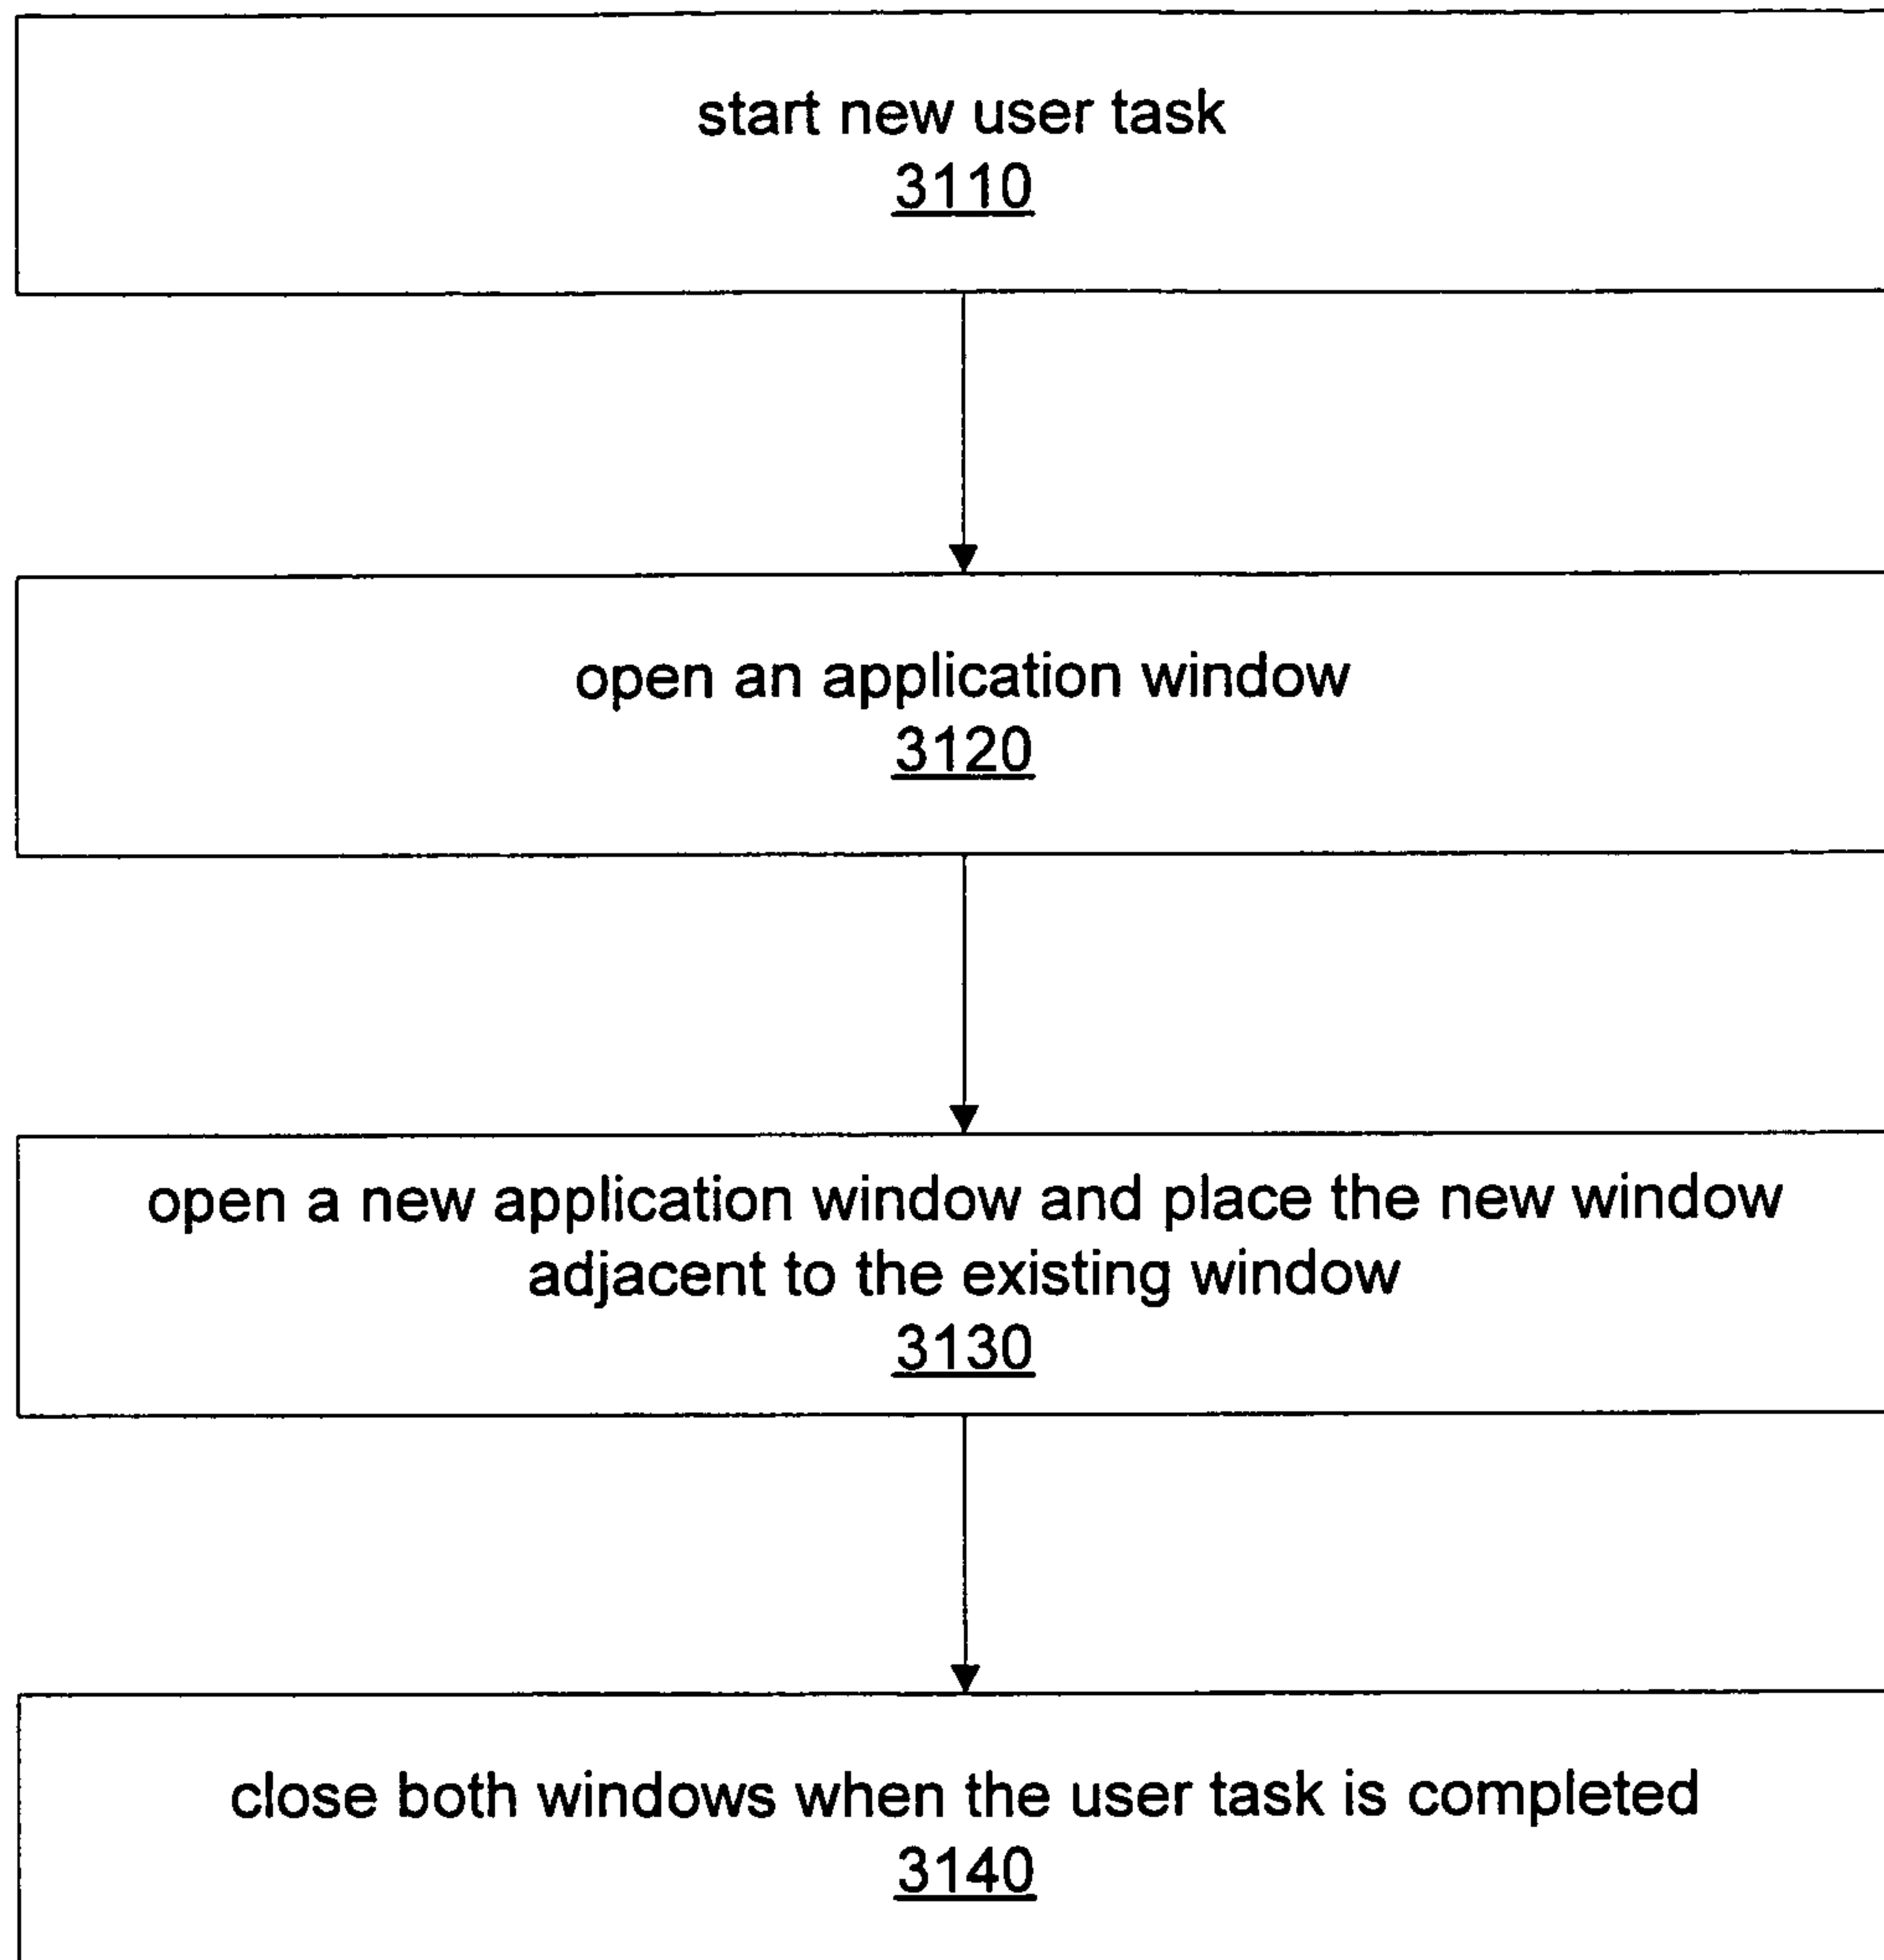 start new user task
3110
open an application window
3120
open a new application window and place the new window
adjacent to the existing window
3130
close both windows when the user task is completed
3140